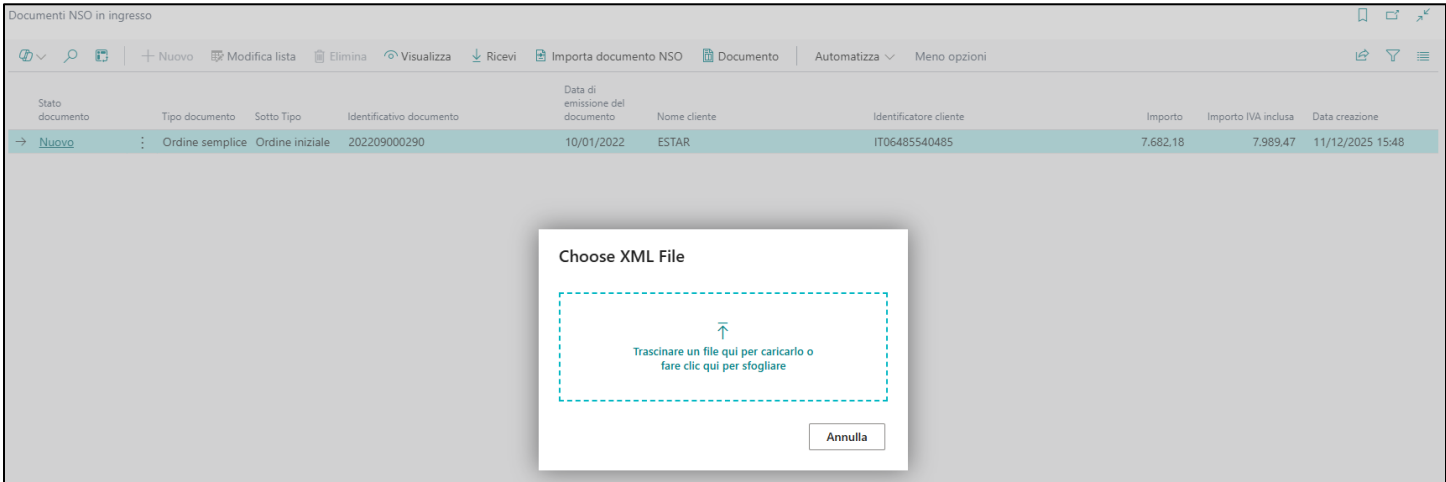 Documenti NSO in ingresso
Nuovo Modifica lista Elimina Visualizza Ricevi Importa documento NSO Documento Automatizza Meno opzioni
Stato documento Tipo documento Sotto Tipo Identificativo documento Data di emissione del documento Nome cliente Identificatore cliente Importo Importo IVA inclusa Data creazione
Nuovo Ordine semplice Ordine iniziale 202209000290 10/01/2022 ESTAR IT06485540485 7.682,18 7.989,47 11/12/2025 15:48
Choose XML File
Trascinare un file qui per caricarlo o
fare clic qui per sfogliare
Annulla